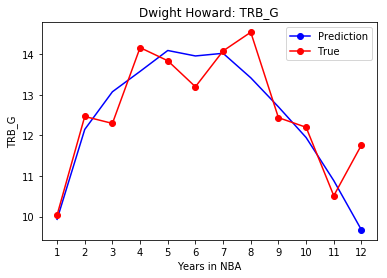 Dwight Howard: TRB_G
Prediction
True
TRB_G
14
13
12
11
10
1 2 3 4 5 6 7 8 9 10 11 12
Years in NBA